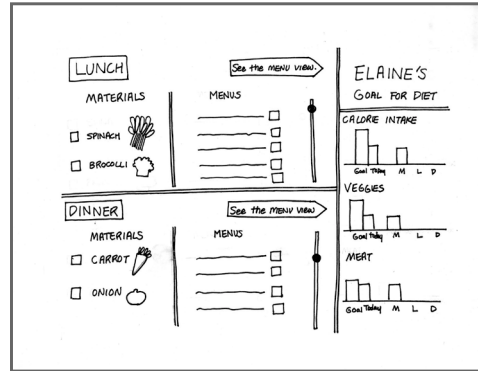 LUNCH
See the MENU VIEW.
MATERIALS
MENUS
SPINACH
BROCOLLI
DINNER
See the MENU VIEW
MATERIALS
MENUS
CARROT
ONION
ELAINE'S
GOAL FOR DIET
CALORIE INTAKE
Goal Today M L D
VEGGIES
Goal Today M L D
MEAT
Goal Today M L D